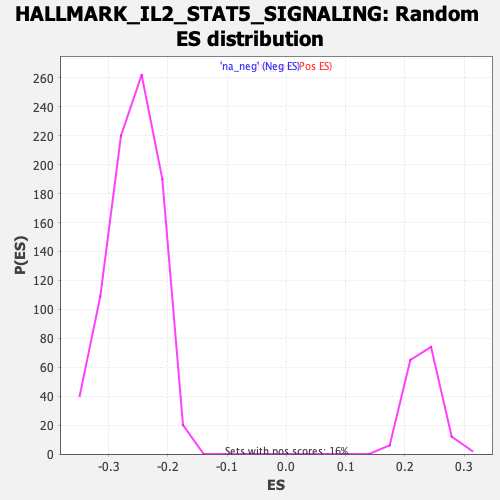 HALLMARK_IL2_STAT5_SIGNALING: Random
ES distribution
'na_neg' (Neg ES)
Pos ES)
260
240
220
200
180
160
140
120
100
80
60
40
20
0
P(ES)
Sets with pos scores: 16%
-0.3 -0.2 -0.1 0.0 0.1 0.2 0.3
ES